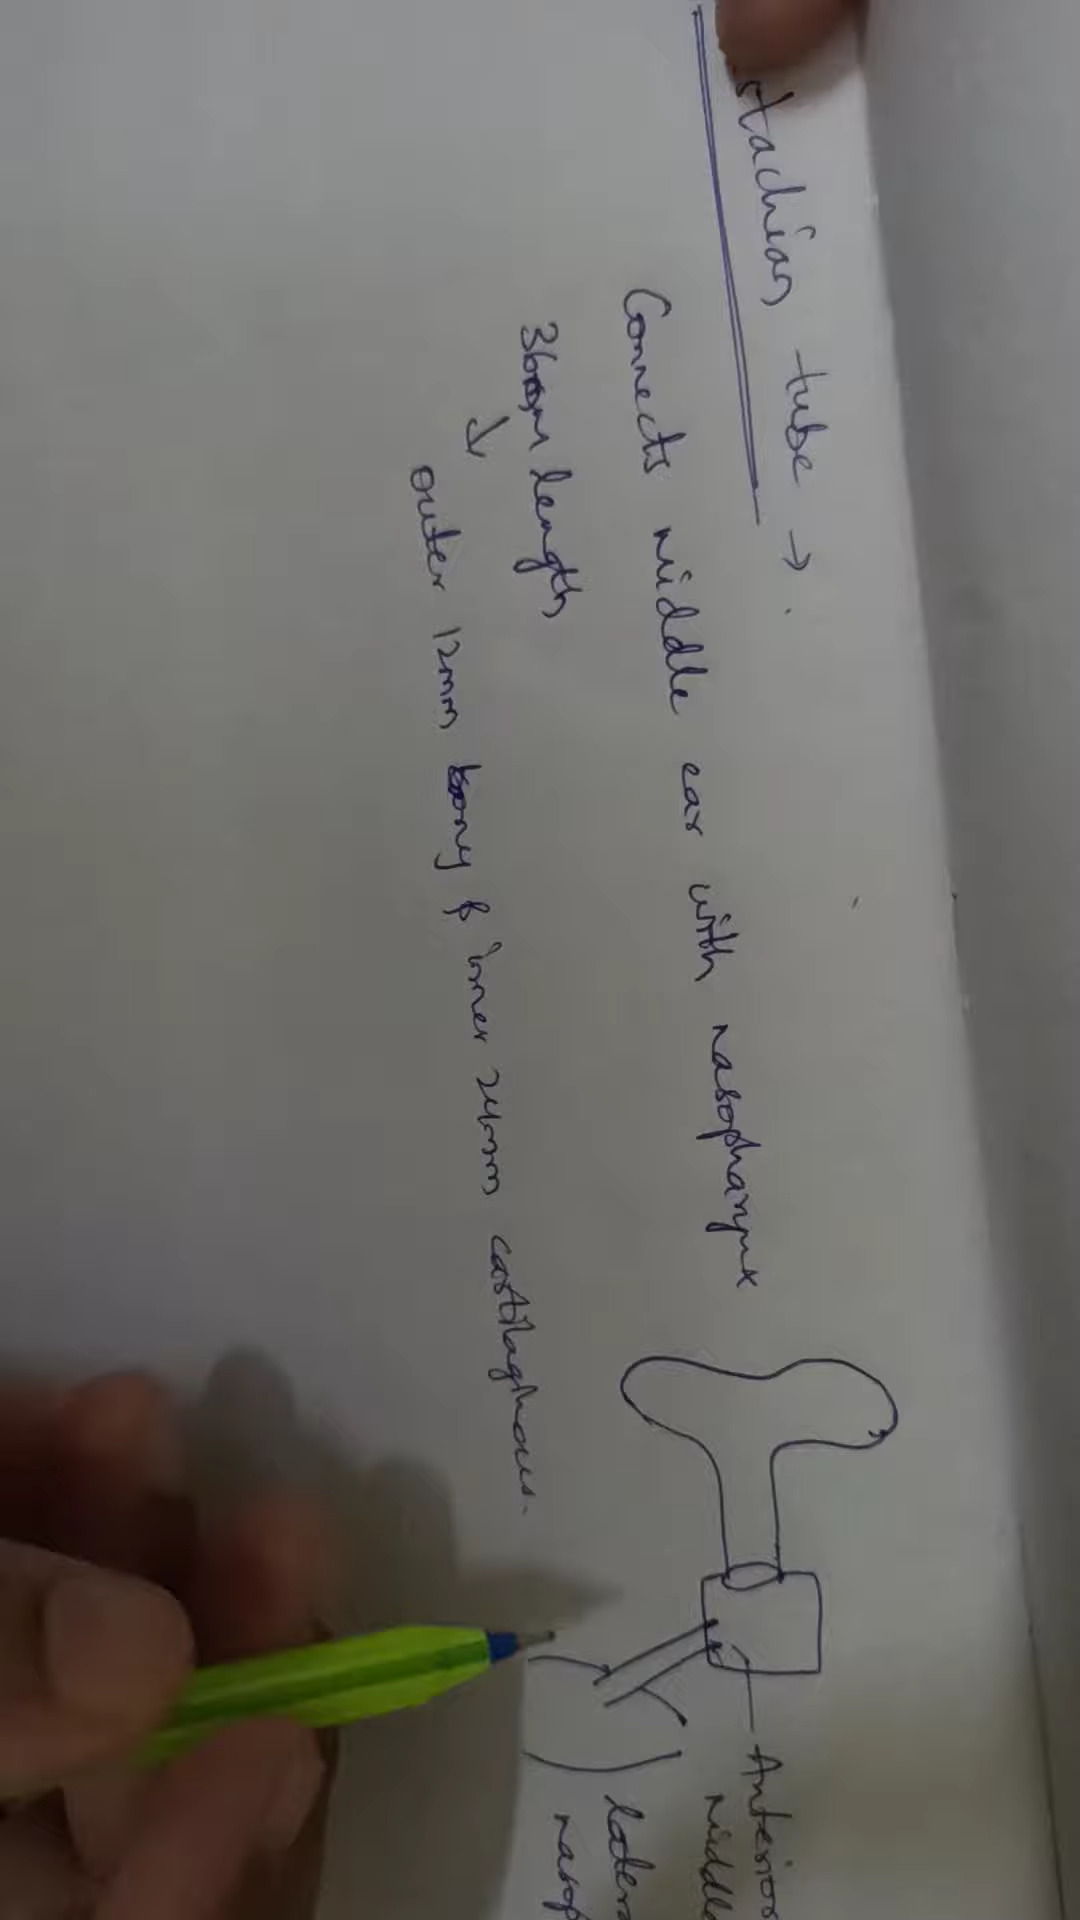 stachian tube →
Connects middle ear with nasopharynx
36mm length
↓
outer 12mm bony & inner 24mm cartilaginous.
Anterior
middle
latera
nasop